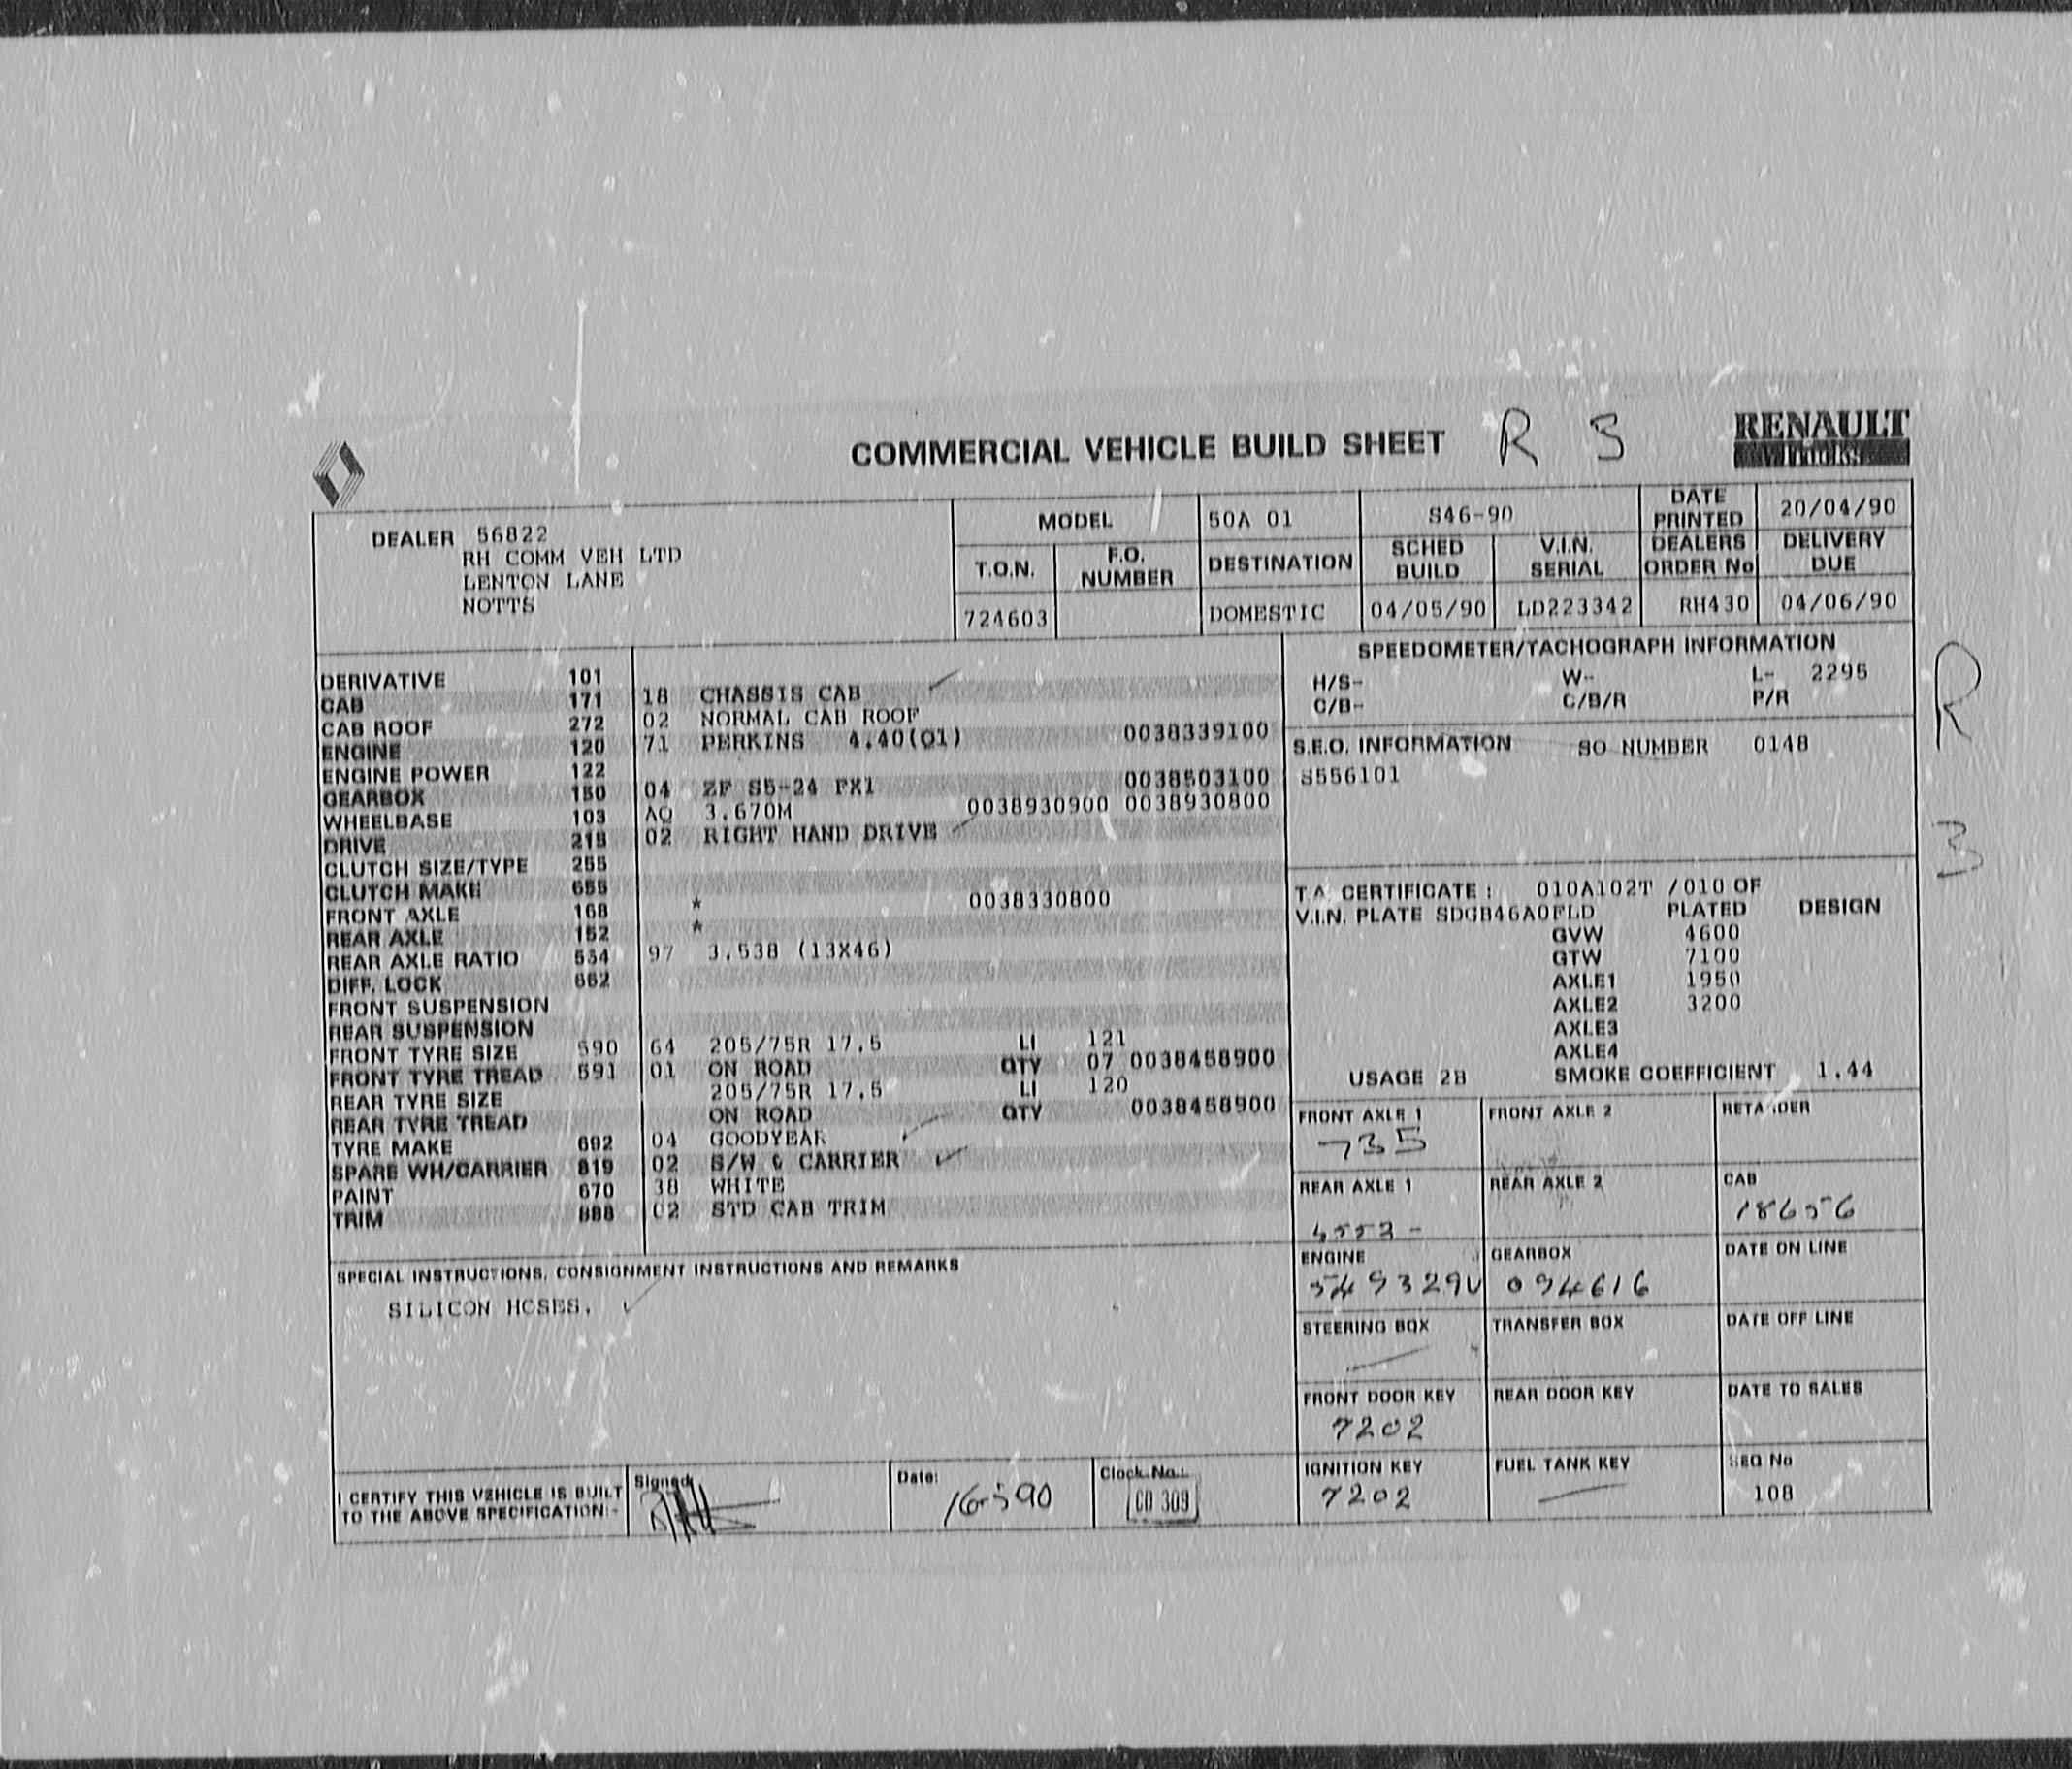 COMMERCIAL VEHICLE BUILD SHEET R 3 RENAULT
DEALER 56822
RH COMM VEH LTD
LENTON LANE
NOTTS
MODEL 50A 01 S46-90 DATE PRINTED 20/04/90
T.O.N. F.O. NUMBER DESTINATION SCHED BUILD V.I.N. SERIAL DEALERS ORDER No DELIVERY DUE
724603 DOMESTIC 04/05/90 LD223342 RH430 04/06/90
DERIVATIVE 101
CAB 171 18 CHASSIS CAB
CAB ROOF 272 02 NORMAL CAB ROOF
ENGINE 120 71 PERKINS 4.40(Q1) 0038339100
ENGINE POWER 122
GEARBOX 150 04 ZF S5-24 PX1 0038503100
WHEELBASE 103 AQ 3.670M 0038930900 0038930800
DRIVE 215 02 RIGHT HAND DRIVE
CLUTCH SIZE/TYPE 255
CLUTCH MAKE 655
FRONT AXLE 168 * 0038330800
REAR AXLE 152 *
REAR AXLE RATIO 534 97 3.538 (13X46)
DIFF. LOCK 662
FRONT SUSPENSION
REAR SUSPENSION
FRONT TYRE SIZE 590 64 205/75R 17.5 LI 121
FRONT TYRE TREAD 591 01 ON ROAD QTY 07 0038458900
REAR TYRE SIZE 205/75R 17.5 LI 120
REAR TYRE TREAD ON ROAD QTY 0038458900
TYRE MAKE 692 04 GOODYEAR
SPARE WH/CARRIER 819 02 S/W & CARRIER
PAINT 670 38 WHITE
TRIM 888 02 STD CAB TRIM
SPEEDOMETER/TACHOGRAPH INFORMATION
H/S- W- L- 2295
C/B- C/B/R P/R
S.E.O. INFORMATION SO NUMBER 0148
S556101
R
3
T.A. CERTIFICATE : 010A102T /010 OF
V.I.N. PLATE SDGB46A0FLD PLATED DESIGN
GVW 4600
GTW 7100
AXLE1 1950
AXLE2 3200
AXLE3
AXLE4
USAGE 2B SMOKE COEFFICIENT 1.44
FRONT AXLE 1 FRONT AXLE 2 RETARDER
735
REAR AXLE 1 REAR AXLE 2 CAB
18656
ENGINE GEARBOX DATE ON LINE
094616
STEERING BOX TRANSFER BOX DATE OFF LINE
FRONT DOOR KEY REAR DOOR KEY DATE TO SALES
7202
IGNITION KEY FUEL TANK KEY SEQ No
7202 108
SPECIAL INSTRUCTIONS, CONSIGNMENT INSTRUCTIONS AND REMARKS
SILICON HOSES.
I CERTIFY THIS VEHICLE IS BUILT
TO THE ABOVE SPECIFICATION:-
Signed
Date: 16-5-90
Clock No.: CD 309